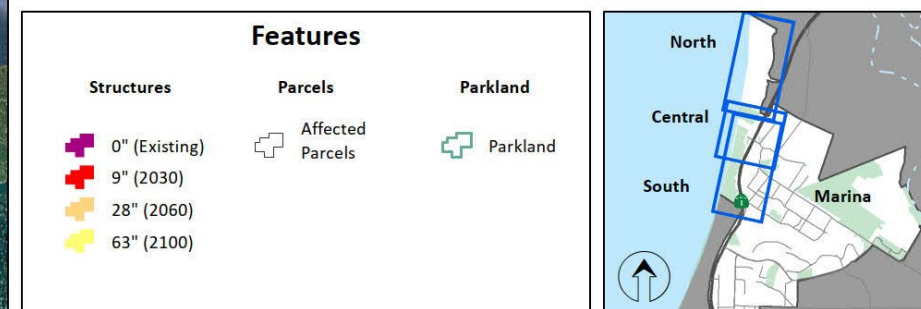 Features
Structures
0" (Existing)
9" (2030)
28" (2060)
63" (2100)
Parcels
Affected
Parcels
Parkland
Parkland
North
Central
South
Marina
1